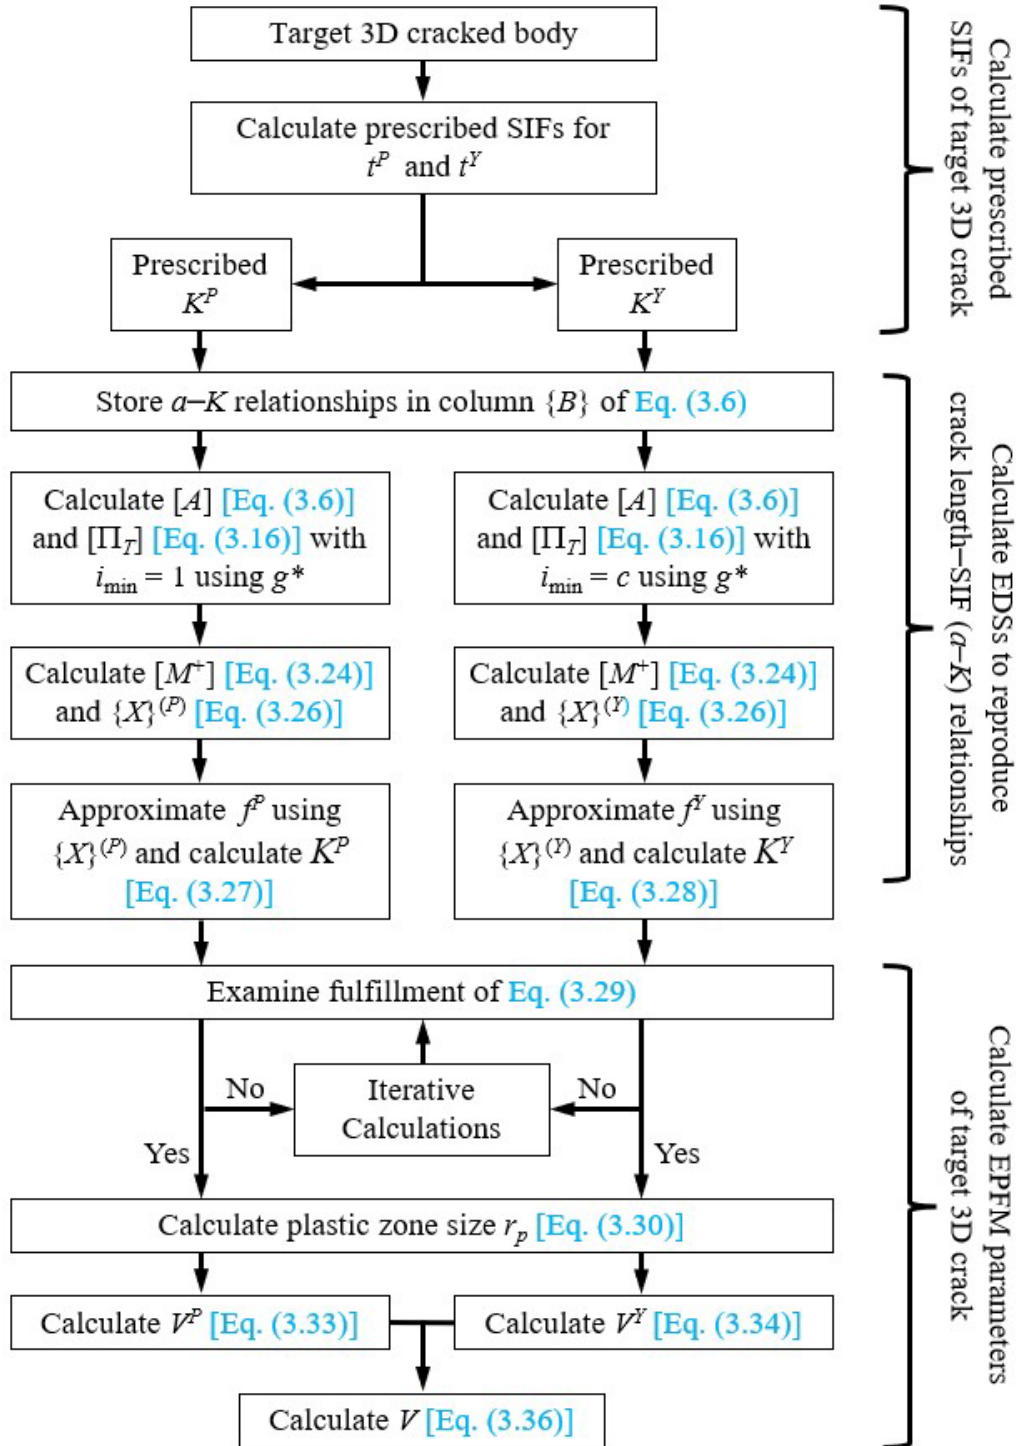 Target 3D cracked body
Calculate prescribed SIFs for
t^P and t^Y
Prescribed
K^P
Prescribed
K^Y
Calculate prescribed
SIFs of target 3D crack
Store a–K relationships in column {B} of Eq. (3.6)
Calculate [A] [Eq. (3.6)]
and [Π_T] [Eq. (3.16)] with
i_min = 1 using g*
Calculate [A] [Eq. (3.6)]
and [Π_T] [Eq. (3.16)] with
i_min = c using g*
Calculate [M^+] [Eq. (3.24)]
and {X}^(P) [Eq. (3.26)]
Calculate [M^+] [Eq. (3.24)]
and {X}^(Y) [Eq. (3.26)]
Approximate f^P using
{X}^(P) and calculate K^P
[Eq. (3.27)]
Approximate f^Y using
{X}^(Y) and calculate K^Y
[Eq. (3.28)]
Calculate EDSs to reproduce
crack length–SIF (a–K) relationships
Examine fulfillment of Eq. (3.29)
No
Iterative
Calculations
No
Yes
Yes
Calculate plastic zone size r_p [Eq. (3.30)]
Calculate V^P [Eq. (3.33)]
Calculate V^Y [Eq. (3.34)]
Calculate V [Eq. (3.36)]
Calculate EPFM parameters
of target 3D crack